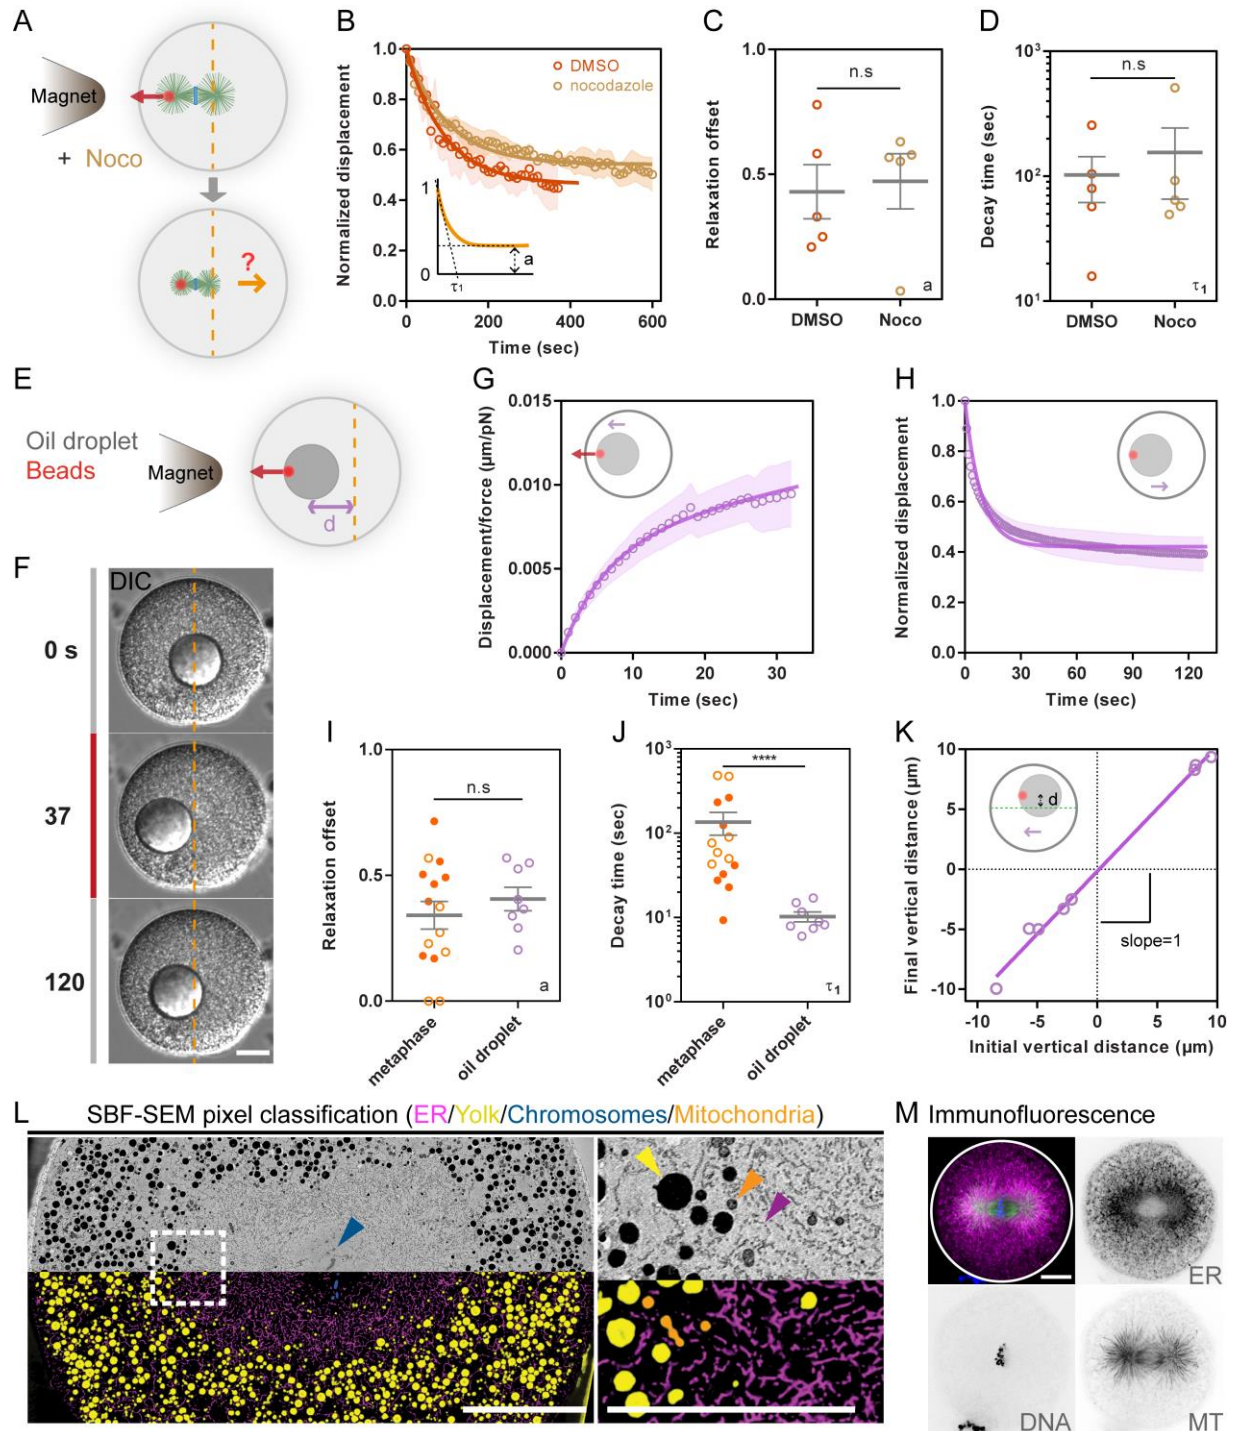 A
Magnet
+ Noco
?
B
Normalized displacement
1.0
0.8
0.6
0.4
0.2
0.0
DMSO
nocodazole
1
0
a
τ₁
0
200
400
600
Time (sec)
C
Relaxation offset
1.0
0.5
0.0
n.s
a
DMSO
Noco
D
Decay time (sec)
10³
10²
10¹
n.s
τ₁
DMSO
Noco
E
Oil droplet
Beads
Magnet
d
F
DIC
0 s
37
120
G
Displacement/force (µm/pN)
0.015
0.010
0.005
0.000
0
10
20
30
Time (sec)
H
Normalized displacement
1.0
0.8
0.6
0.4
0.2
0.0
0
30
60
90
120
Time (sec)
I
Relaxation offset
1.0
0.5
0.0
n.s
a
metaphase
oil droplet
J
Decay time (sec)
10³
10²
10¹
10⁰
****
τ₁
metaphase
oil droplet
K
Final vertical distance (µm)
10
5
0
-5
-10
d
slope=1
-10
-5
0
5
10
Initial vertical distance (µm)
L
SBF-SEM pixel classification (ER/Yolk/Chromosomes/Mitochondria)
M Immunofluorescence
ER
DNA
MT